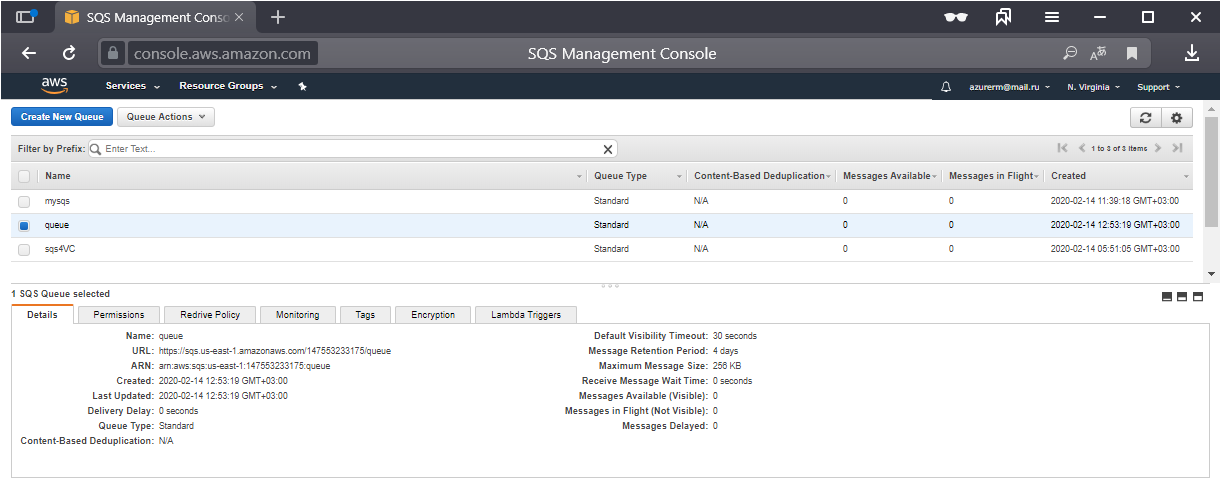 SQS Management Conso
console.aws.amazon.com
SQS Management Console
aws
Services
Resource Groups
azurerm@mail.ru
N. Virginia
Support
Create New Queue
Queue Actions
Filter by Prefix:
Enter Text...
1 to 3 of 3 items
Name Queue Type Content-Based Deduplication Messages Available Messages in Flight Created
mysqs Standard N/A 0 0 2020-02-14 11:39:18 GMT+03:00
queue Standard N/A 0 0 2020-02-14 12:53:19 GMT+03:00
sqs4VC Standard N/A 0 0 2020-02-14 05:51:05 GMT+03:00
1 SQS Queue selected
Details Permissions Redrive Policy Monitoring Tags Encryption Lambda Triggers
Name: queue
URL: https://sqs.us-east-1.amazonaws.com/147553233175/queue
ARN: arn:aws:sqs:us-east-1:147553233175:queue
Created: 2020-02-14 12:53:19 GMT+03:00
Last Updated: 2020-02-14 12:53:19 GMT+03:00
Delivery Delay: 0 seconds
Queue Type: Standard
Content-Based Deduplication: N/A
Default Visibility Timeout: 30 seconds
Message Retention Period: 4 days
Maximum Message Size: 256 KB
Receive Message Wait Time: 0 seconds
Messages Available (Visible): 0
Messages in Flight (Not Visible): 0
Messages Delayed: 0